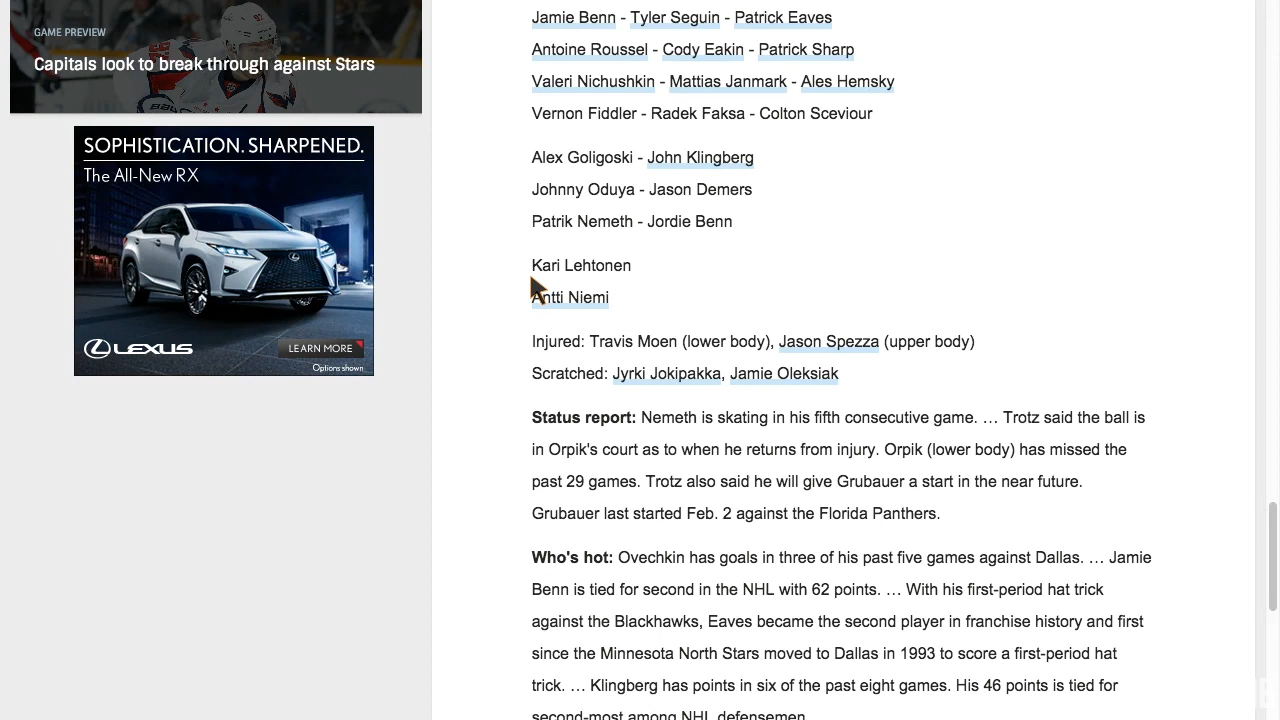 GAME PREVIEW
Capitals look to break through against Stars
SOPHISTICATION. SHARPENED.
The All-New RX
LEXUS
LEARN MORE
Options shown
Jamie Benn - Tyler Seguin - Patrick Eaves
Antoine Roussel - Cody Eakin - Patrick Sharp
Valeri Nichushkin - Mattias Janmark - Ales Hemsky
Vernon Fiddler - Radek Faksa - Colton Sceviour
Alex Goligoski - John Klingberg
Johnny Oduya - Jason Demers
Patrik Nemeth - Jordie Benn
Kari Lehtonen
Antti Niemi
Injured: Travis Moen (lower body), Jason Spezza (upper body)
Scratched: Jyrki Jokipakka, Jamie Oleksiak
Status report: Nemeth is skating in his fifth consecutive game. … Trotz said the ball is
in Orpik's court as to when he returns from injury. Orpik (lower body) has missed the
past 29 games. Trotz also said he will give Grubauer a start in the near future.
Grubauer last started Feb. 2 against the Florida Panthers.
Who's hot: Ovechkin has goals in three of his past five games against Dallas. … Jamie
Benn is tied for second in the NHL with 62 points. … With his first-period hat trick
against the Blackhawks, Eaves became the second player in franchise history and first
since the Minnesota North Stars moved to Dallas in 1993 to score a first-period hat
trick. … Klingberg has points in six of the past eight games. His 46 points is tied for
second-most among NHL defensemen.